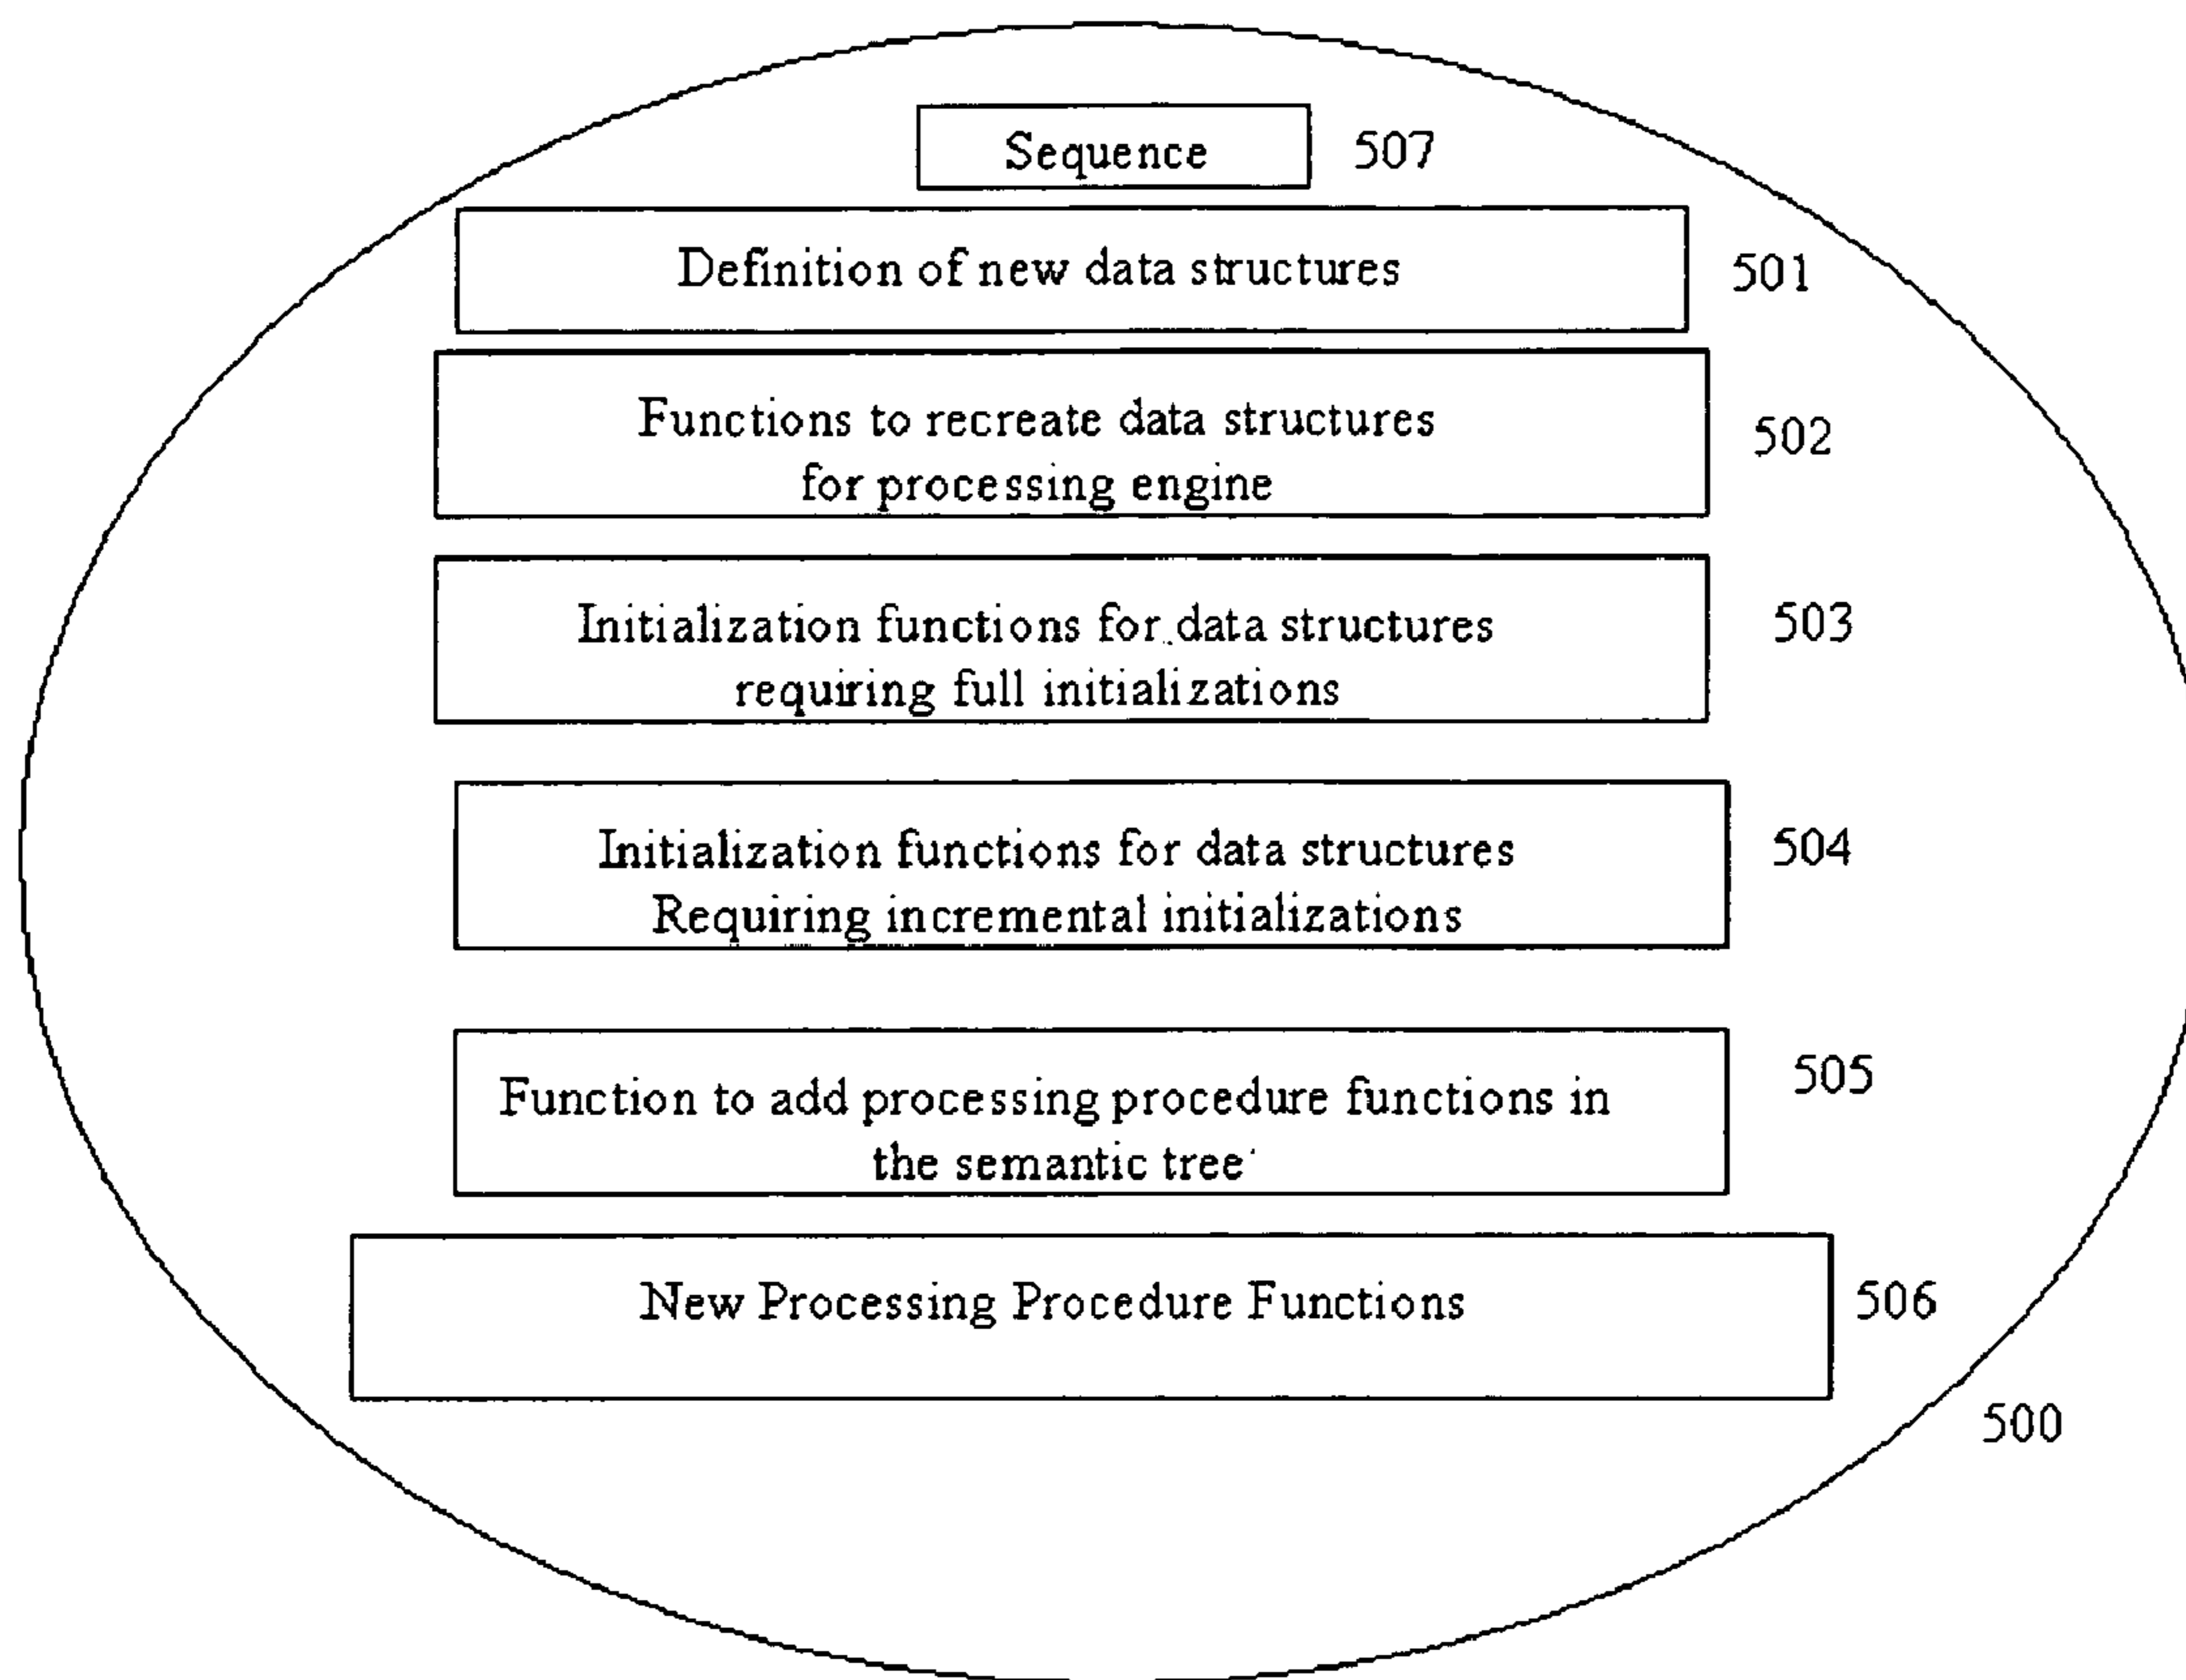 Sequence 507
Definition of new data structures 501
Functions to recreate data structures
for processing engine
502
Initialization functions for data structures 503
requiring full initializations
Initialization functions for data structures 504
Requiring incremental initializations
505
Function to add processing procedure functions in
the semantic tree
New Processing Procedure Functions 506
500